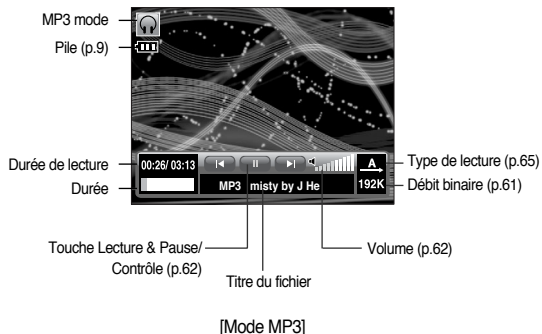 MP3 mode
Pile (p.9)
Durée de lecture
00:26/ 03:13
A
Type de lecture (p.65)
Durée
MP3 misty by J He
192K
Débit binaire (p.61)
Touche Lecture & Pause/
Contrôle (p.62)
Volume (p.62)
Titre du fichier
[Mode MP3]